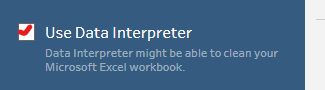 Use Data Interpreter
Data Interpreter might be able to clean your
Microsoft Excel workbook.